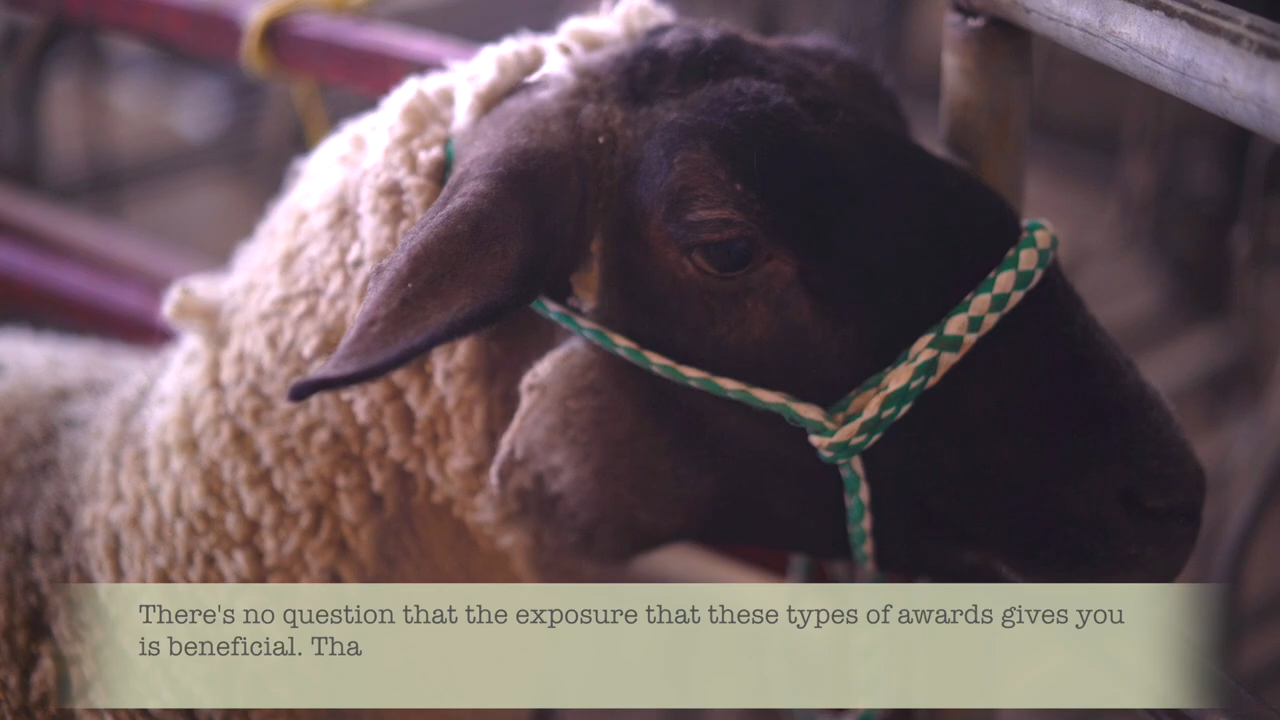 There's no question that the exposure that these types of awards gives you
is beneficial. Tha